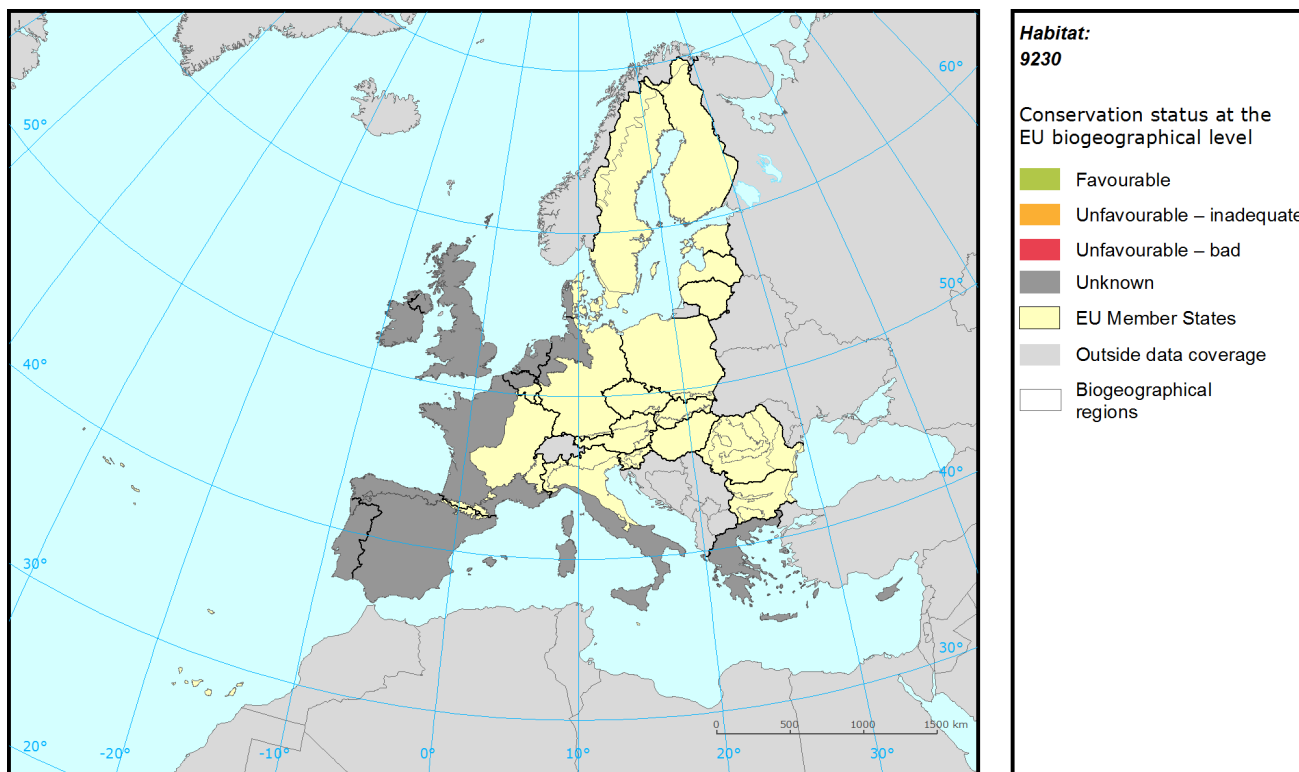 Habitat:
9230
Conservation status at the
EU biogeographical level
Favourable
Unfavourable – inadequate
Unfavourable – bad
Unknown
EU Member States
Outside data coverage
Biogeographical
regions
60°
50°
50°
40°
40°
30°
30°
20°
-20°
-10°
0°
10°
20°
30°
0 500 1000 1500 km